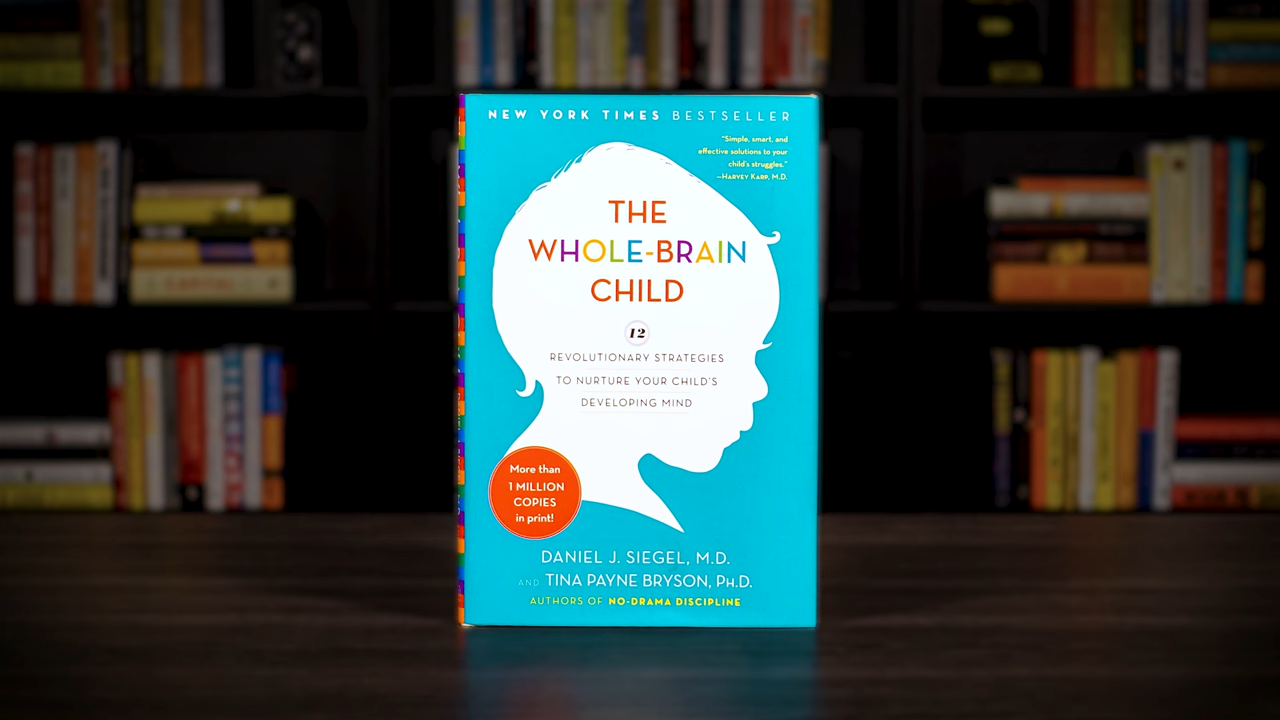 NEW YORK TIMES BESTSELLER
"Simple, smart, and
effective solutions to your
child's struggles."
—HARVEY KARP, M.D.
THE
WHOLE-BRAIN
CHILD
12
REVOLUTIONARY STRATEGIES
TO NURTURE YOUR CHILD'S
DEVELOPING MIND
More than
1 MILLION
COPIES
in print!
DANIEL J. SIEGEL, M.D.
AND TINA PAYNE BRYSON, PH.D.
AUTHORS OF NO-DRAMA DISCIPLINE